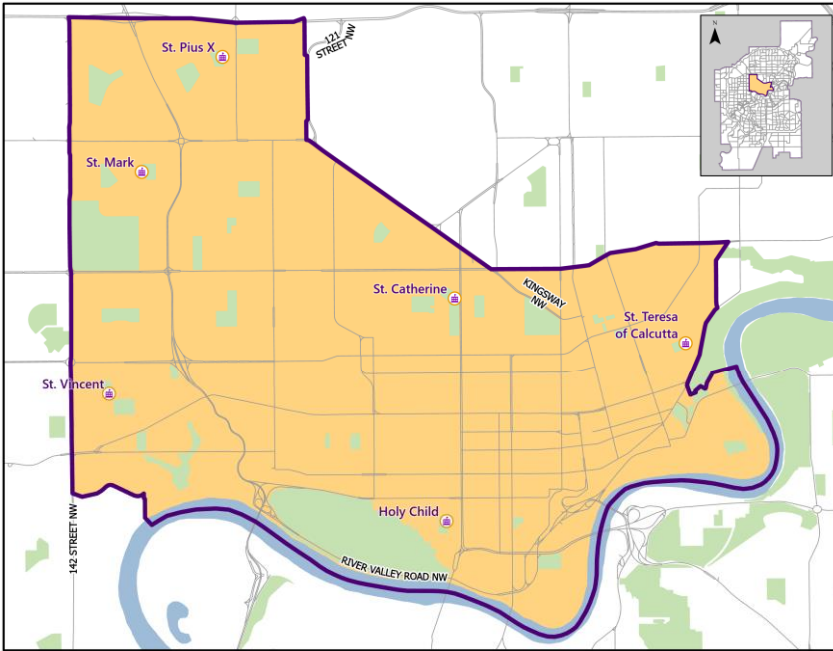 St. Pius X
121
STREET NW
N
St. Mark
St. Catherine
KINGSWAY
NW
St. Teresa
of Calcutta
St. Vincent
Holy Child
142 STREET NW
RIVER VALLEY ROAD NW